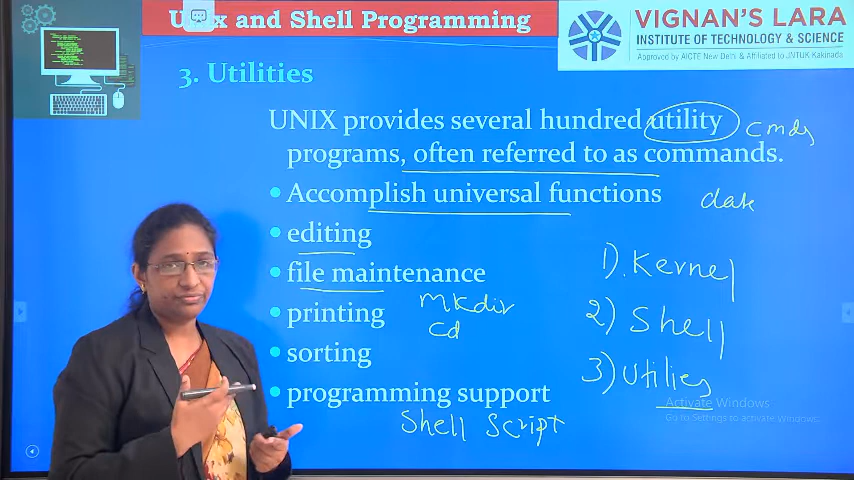 Unix and Shell Programming
VIGNAN'S LARA
INSTITUTE OF TECHNOLOGY & SCIENCE
Approved by AICTE New Delhi & Affiliated to JNTUK Kakinada
3. Utilities
UNIX provides several hundred utility cmds
programs, often referred to as commands.
• Accomplish universal functions date
• editing
1). Kernel
• file maintenance
• printing mkdir
2) Shell
cd
• sorting
3) Utilies
• programming support
Activate Windows
Go to Settings to activate Windows.
Shell Script